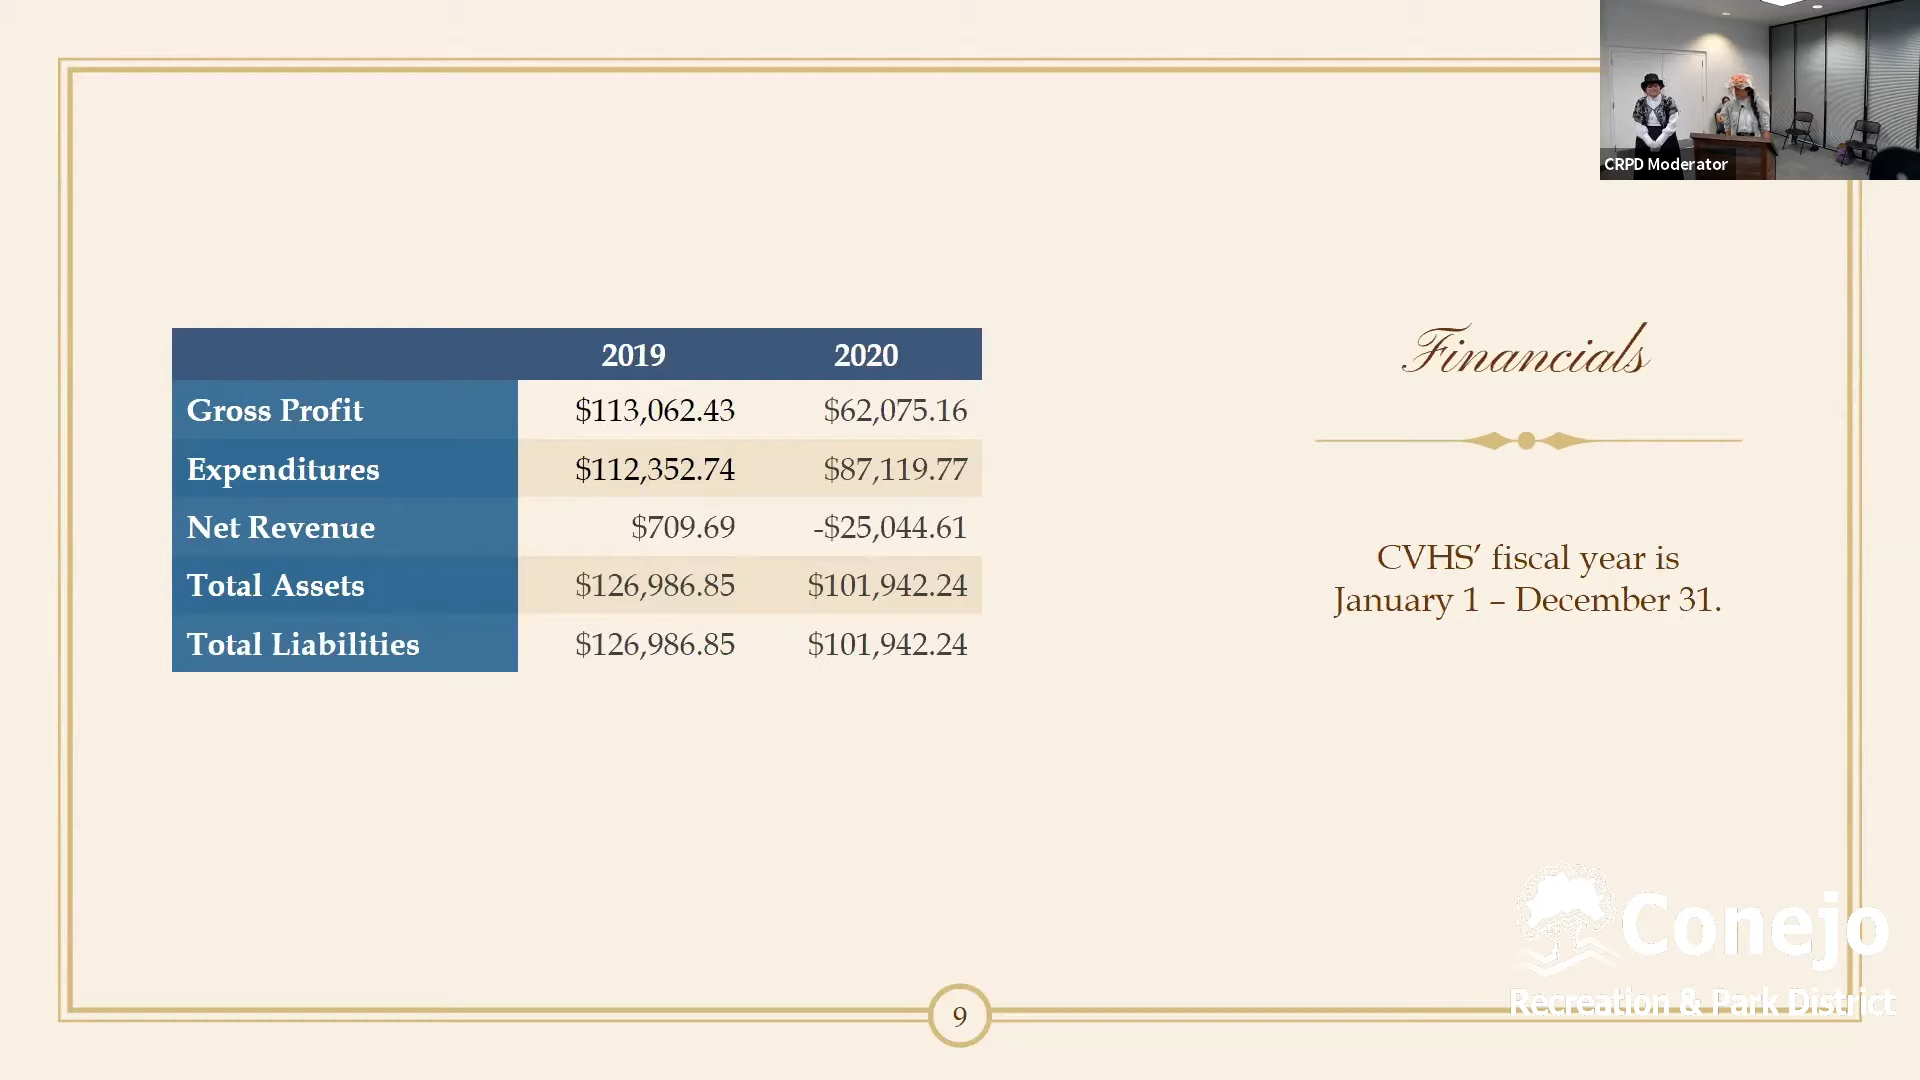 CRPD Moderator
2019 2020
Gross Profit $113,062.43 $62,075.16
Expenditures $112,352.74 $87,119.77
Net Revenue $709.69 -$25,044.61
Total Assets $126,986.85 $101,942.24
Total Liabilities $126,986.85 $101,942.24
Financials
CVHS’ fiscal year is
January 1 – December 31.
Conejo
Recreation & Park District
9